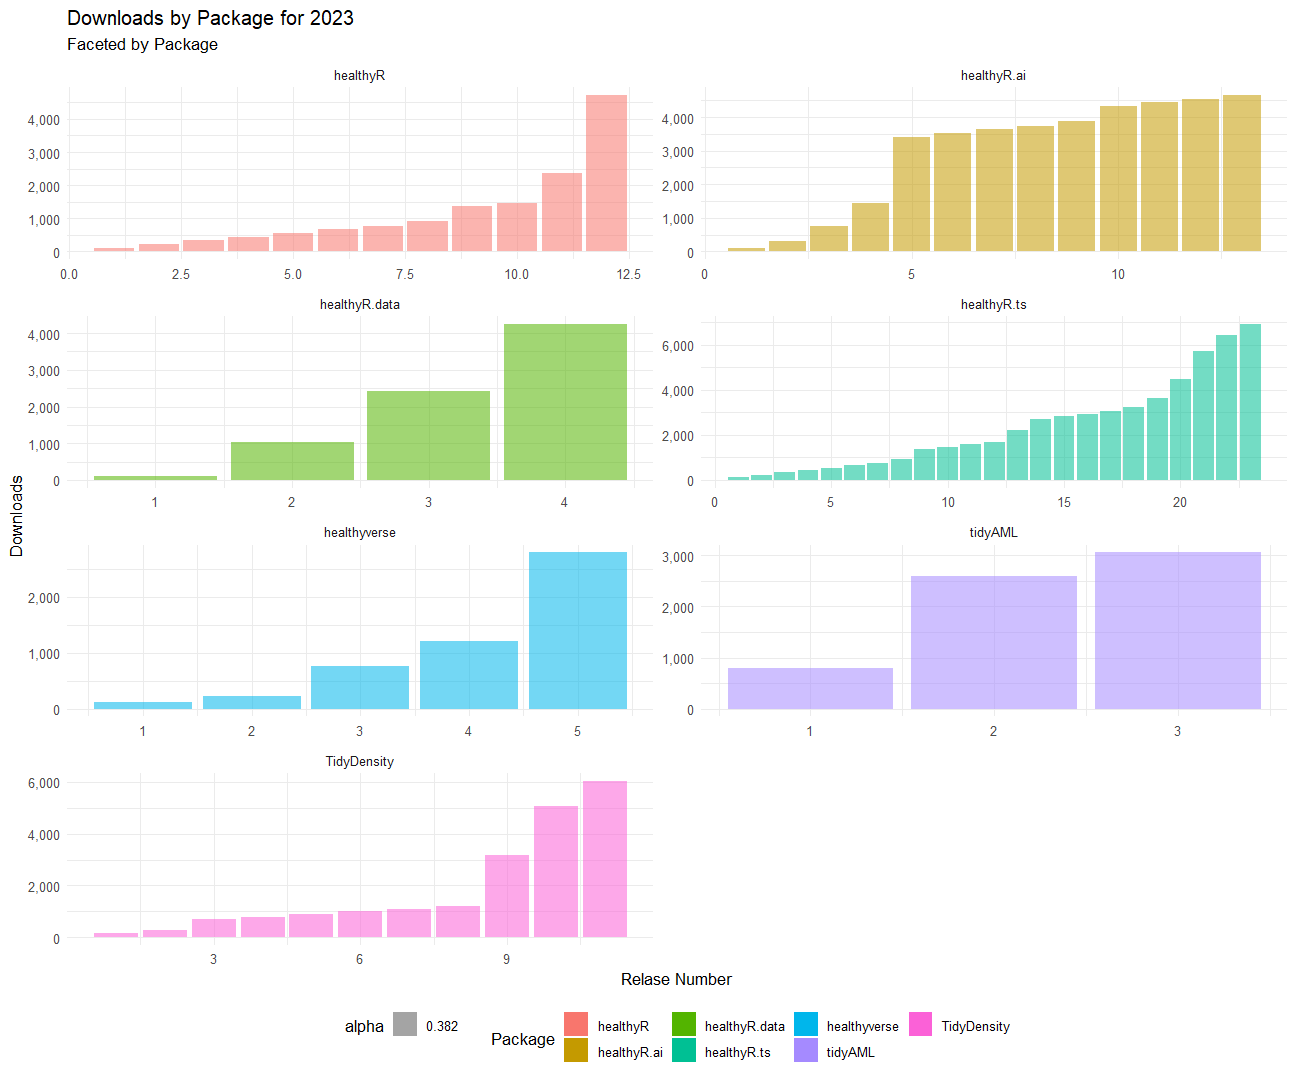 Downloads by Package for 2023
Faceted by Package
healthyR
4,000
3,000
2,000
1,000
0
0.0 2.5 5.0 7.5 10.0 12.5
healthyR.ai
4,000
3,000
2,000
1,000
0
0 5 10
healthyR.data
4,000
3,000
2,000
1,000
0
1 2 3 4
healthyR.ts
6,000
4,000
2,000
0
0 5 10 15 20
Downloads
healthyverse
2,000
1,000
0
1 2 3 4 5
tidyAML
3,000
2,000
1,000
0
1 2 3
TidyDensity
6,000
4,000
2,000
0
3 6 9
Relase Number
alpha 0.382
Package
healthyR healthyR.data healthyverse TidyDensity
healthyR.ai healthyR.ts tidyAML